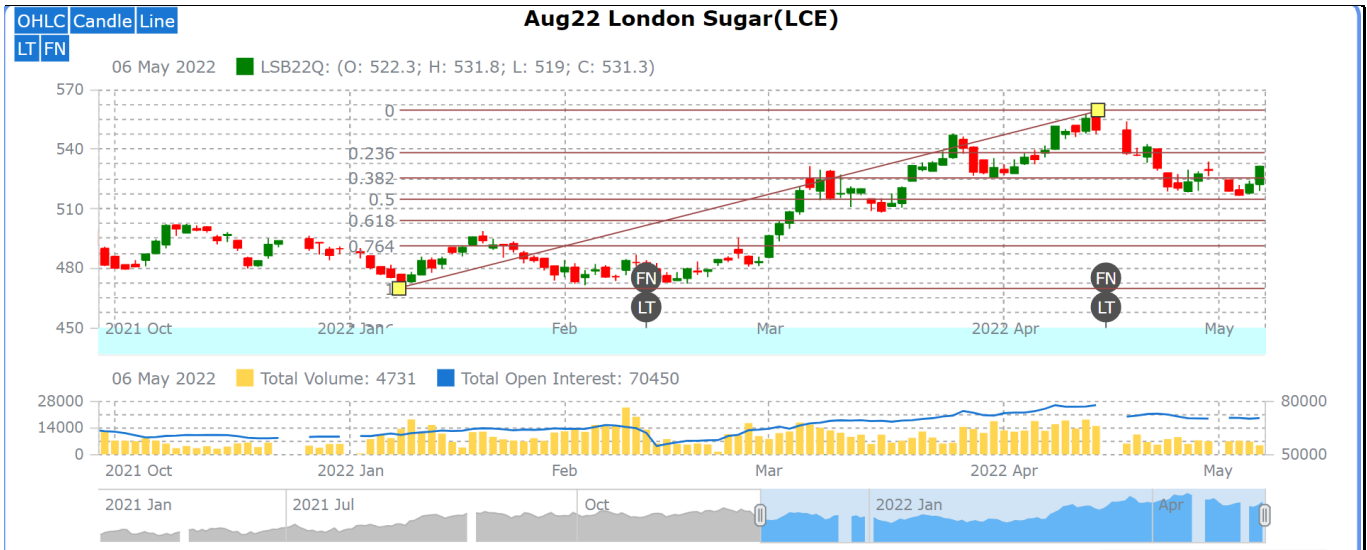 Aug22 London Sugar(LCE)
OHLC Candle Line
LT FN
06 May 2022 LSB22Q: (O: 522.3; H: 531.8; L: 519; C: 531.3)
570
0
540
0.236
0.382
0.5
510
0.618
0.764
480
FN FN
1
LT LT
450 2021 Oct 2022 Jan Feb Mar 2022 Apr May
06 May 2022 Total Volume: 4731 Total Open Interest: 70450
28000 80000
14000
0 50000
2021 Oct 2022 Jan Feb Mar 2022 Apr May
2021 Jan 2021 Jul Oct 2022 Jan Apr